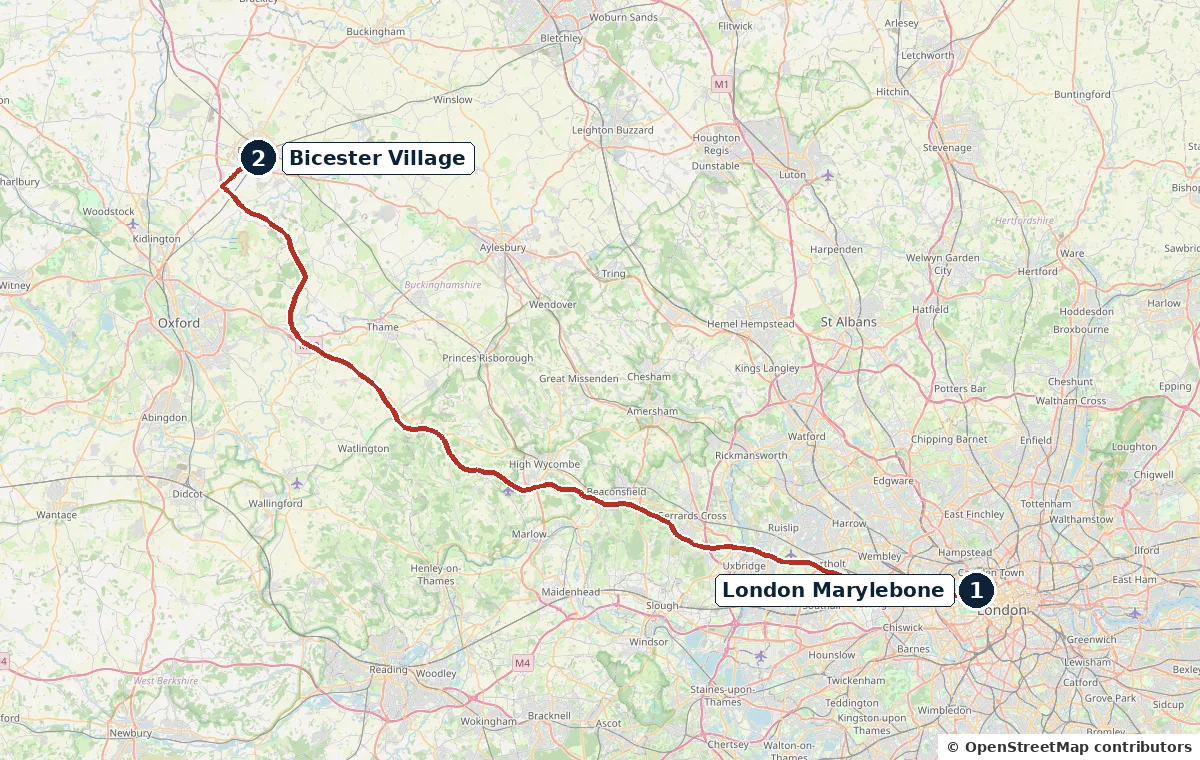 Brackley
Buckingham
Woburn Sands
Bletchley
Flitwick
Arlesey
Letchworth
M1
Winslow
Hitchin
Buntingford
Leighton Buzzard
Houghton
Regis
Dunstable
Stevenage
2
Bicester Village
Luton
Woodstock
Kidlington
Hertfordshire
Aylesbury
Harpenden
Welwyn Garden
City
Ware
Tring
Hertford
Witney
Buckinghamshire
Wendover
Harlow
Hatfield
Hoddesdon
Broxbourne
Oxford
Thame
Hemel Hempstead
St Albans
Princes Risborough
Kings Langley
Great Missenden
Chesham
Cheshunt
Waltham Cross
Epping
Potters Bar
Amersham
Abingdon
Watford
Chipping Barnet
Enfield
Loughton
Watlington
Rickmansworth
High Wycombe
Edgware
Chigwell
Didcot
Wallingford
Beaconsfield
Tottenham
Wantage
Gerrards Cross
East Finchley
Walthamstow
Marlow
Ruislip
Harrow
Wembley
Hampstead
Ilford
Uxbridge
Henley-on-
Thames
East Ham
Maidenhead
London Marylebone
1
Slough
London
Chiswick
Barnes
Windsor
Greenwich
Hounslow
M4
Lewisham
Reading
Woodley
West Berkshire
Twickenham
Catford
Staines-upon-
Thames
Teddington
Grove Park
Wimbledon
Sidcup
Kingston upon
Thames
Bracknell
Wokingham
Ascot
Newbury
Bromley
Chertsey
Walton-on-
Thames
© OpenStreetMap contributors